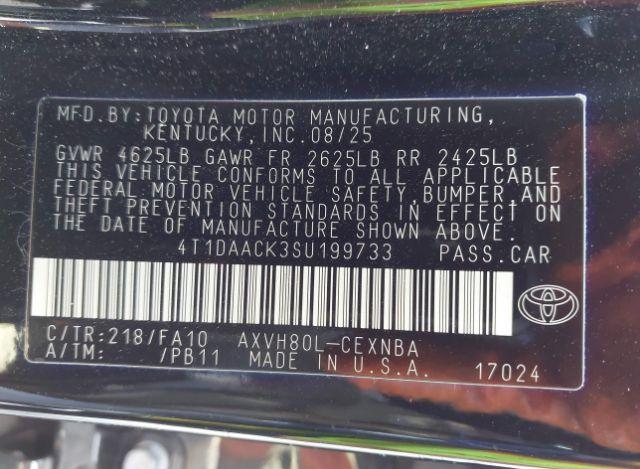 MFD.BY:TOYOTA MOTOR MANUFACTURING,
KENTUCKY, INC.08/25
GVWR 4625LB GAWR FR 2625LB RR 2425LB
THIS VEHICLE CONFORMS TO ALL APPLICABLE
FEDERAL MOTOR VEHICLE SAFETY,BUMPER,AND
THEFT PREVENTION STANDARDS IN EFFECT ON
THE DATE OF MANUFACTURE SHOWN ABOVE.
4T1DAACK3SU199733 PASS.CAR
C/TR:218/FA10 AXVH80L-CEXNBA
A/TM: /PB11 MADE IN U.S.A. 17024